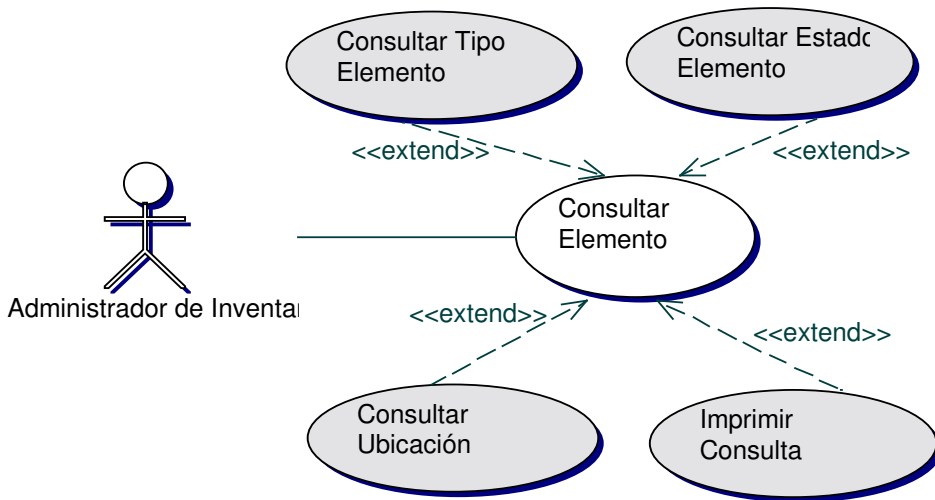 Consultar Tipo
Elemento
Consultar Estado
Elemento
<<extend>>
<<extend>>
Consultar
Elemento
Administrador de Inventar
<<extend>>
<<extend>>
Consultar
Ubicación
Imprimir
Consulta